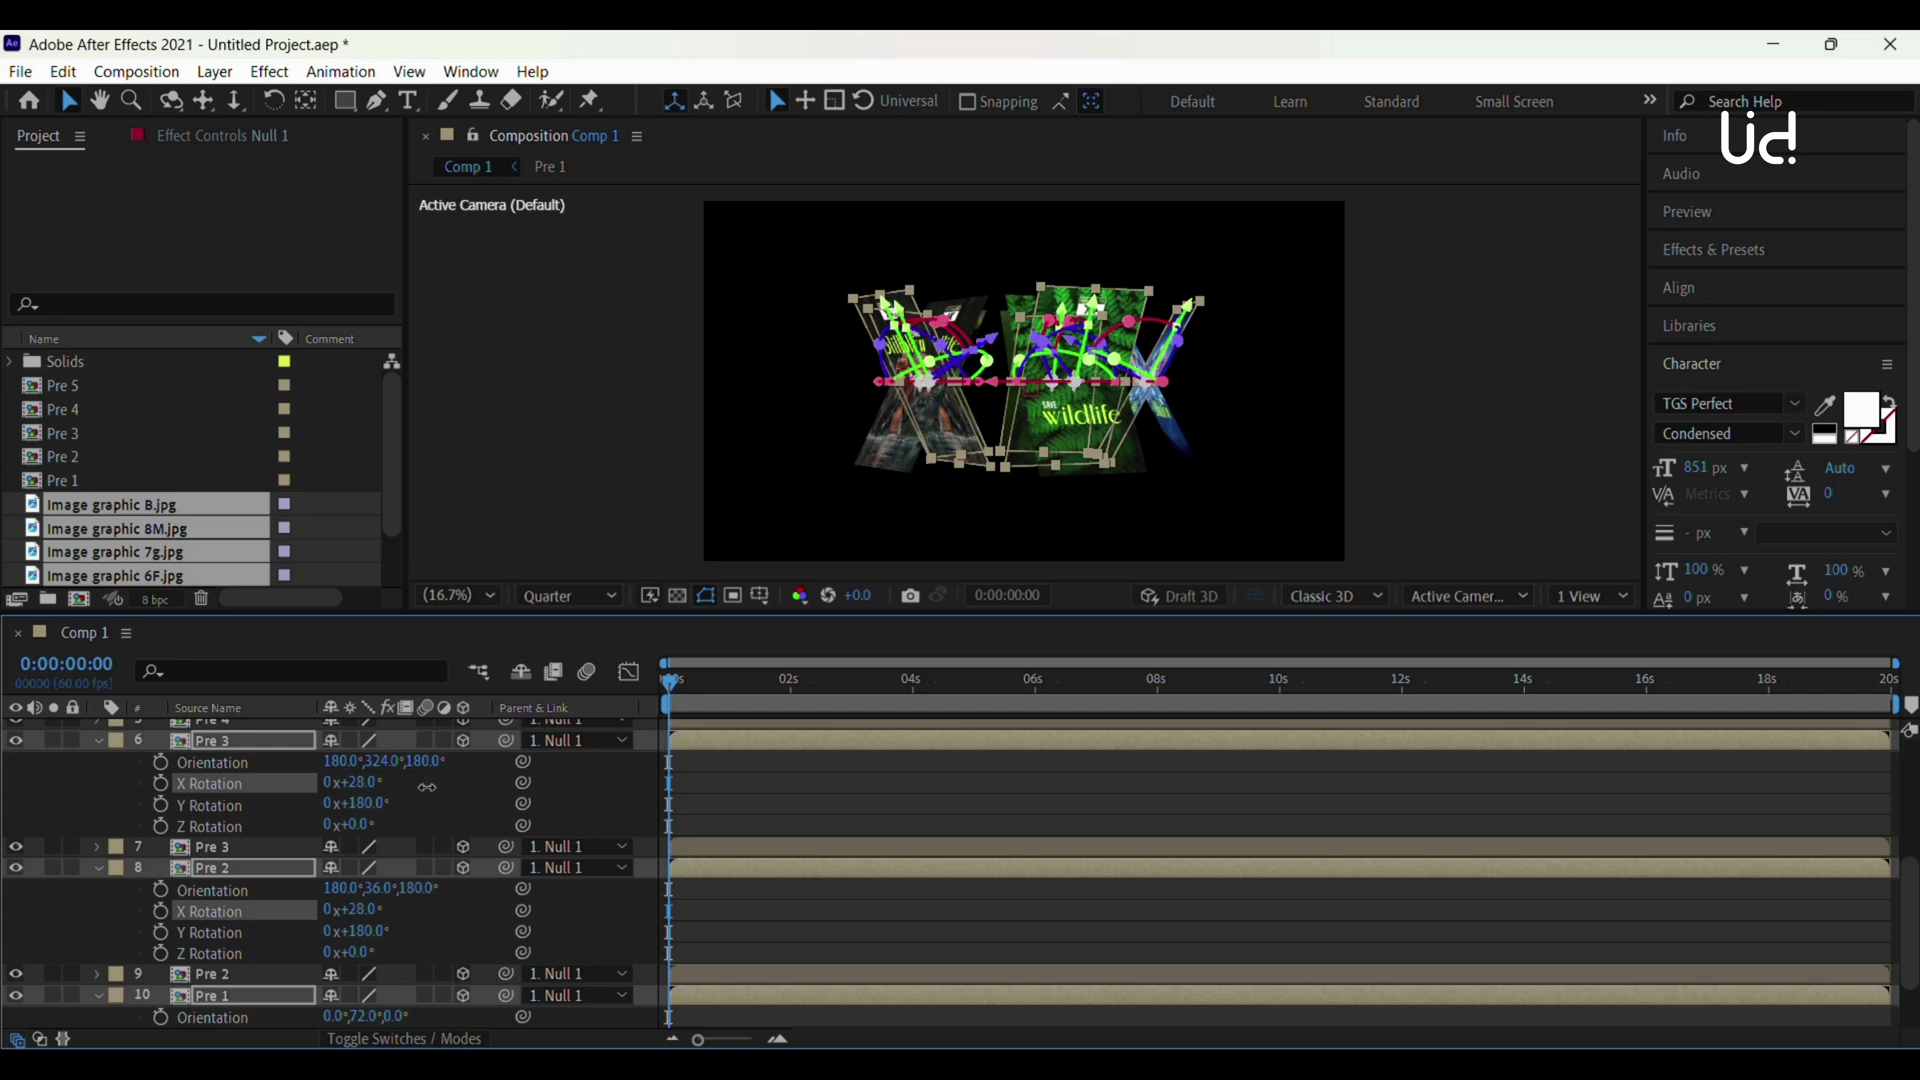 Adobe After Effects 2021 - Untitled Project.aep *
File Edit Composition Layer Effect Animation View Window Help
Universal Snapping Default Learn Standard Small Screen Search Help
Ud!
Project Effect Controls Null 1
Composition Comp 1
Comp 1 Pre 1
Active Camera (Default)
SAVE
wildlife
Info
Audio
Preview
Effects & Presets
Align
Libraries
Character
TGS Perfect
Condensed
851 px Auto
Metrics 0
- px
100 % 100 %
0 px 0 %
Name Comment
Solids
Pre 5
Pre 4
Pre 3
Pre 2
Pre 1
Image graphic B.jpg
Image graphic 8M.jpg
Image graphic 7g.jpg
Image graphic 6F.jpg
8 bpc
(16.7%) Quarter +0.0 0:00:00:00 Draft 3D Classic 3D Active Camer... 1 View
Comp 1
0:00:00:00
00000 (60.00 fps)
02s 04s 06s 08s 10s 12s 14s 16s 18s 20s
# Source Name Parent & Link
Pre 4 1. Null 1
6 Pre 3 1. Null 1
Orientation 180.0°,324.0°,180.0°
X Rotation 0x+28.0°
Y Rotation 0x+180.0°
Z Rotation 0x+0.0°
7 Pre 3 1. Null 1
8 Pre 2 1. Null 1
Orientation 180.0°,36.0°,180.0°
X Rotation 0x+28.0°
Y Rotation 0x+180.0°
Z Rotation 0x+0.0°
9 Pre 2 1. Null 1
10 Pre 1 1. Null 1
Orientation 0.0°,72.0°,0.0°
Toggle Switches / Modes